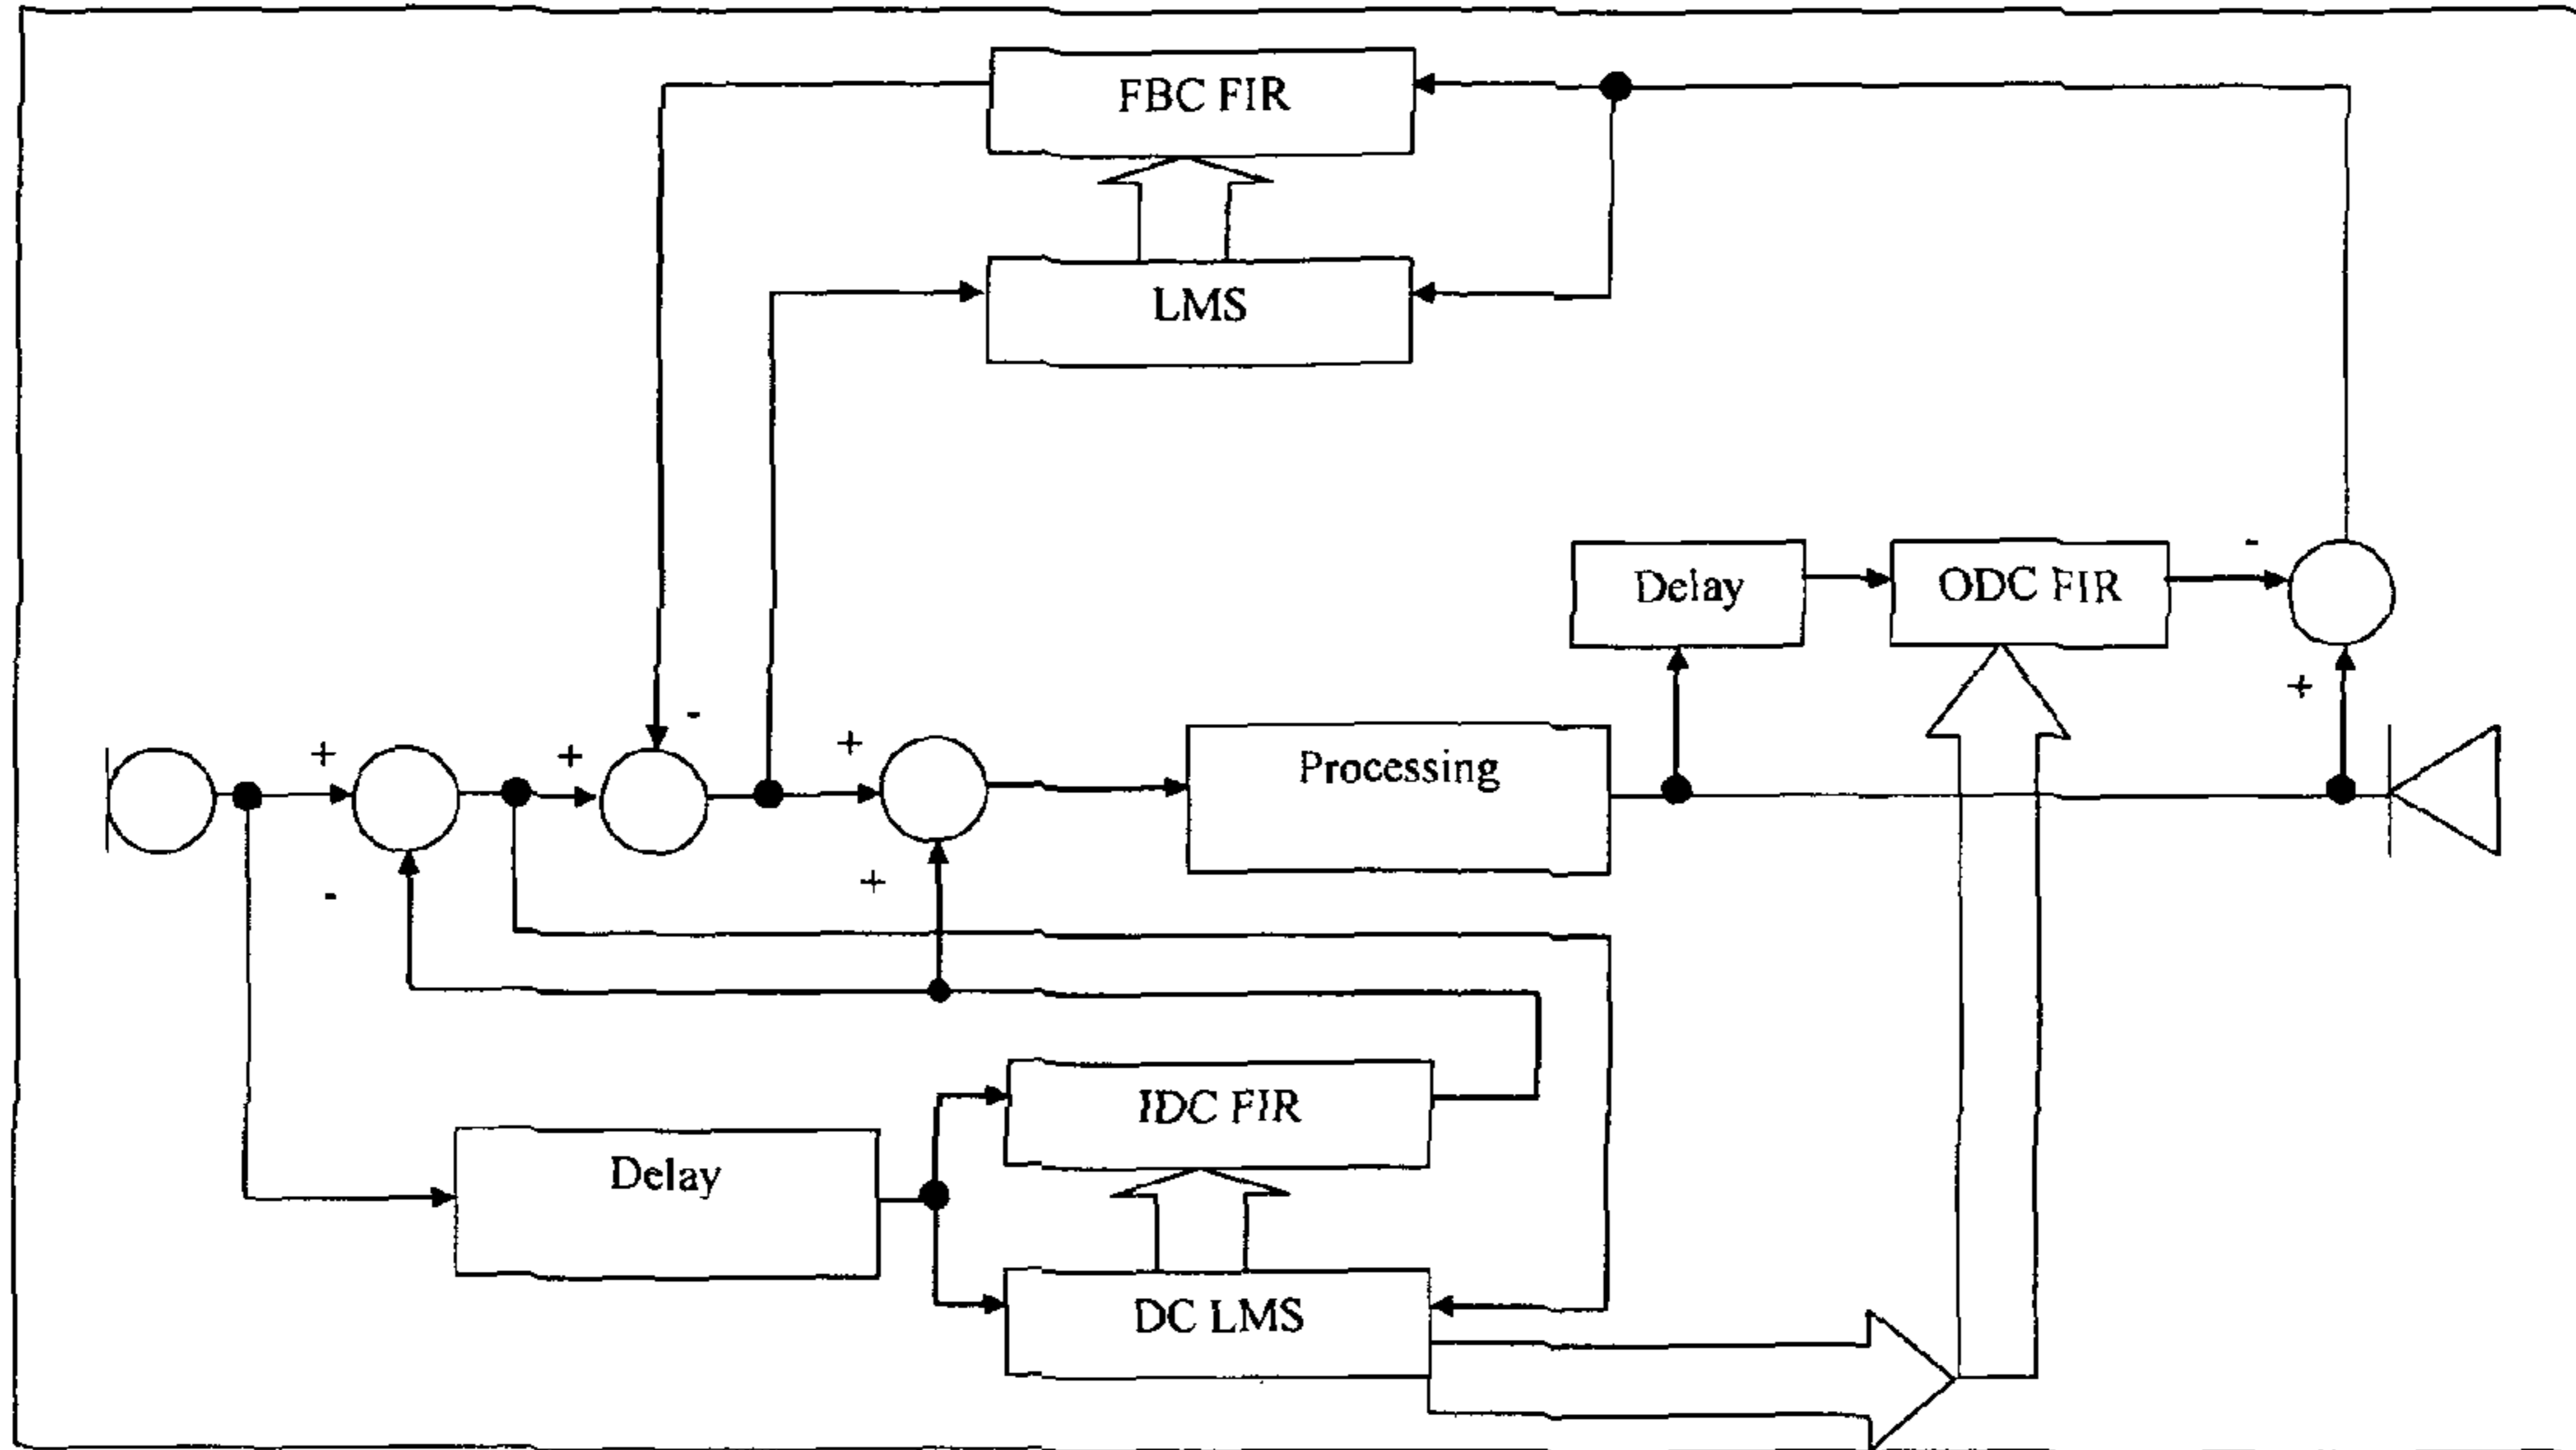 FBC FIR
LMS
Delay
ODC FIR
-
+
-
+
+
+
Processing
-
+
IDC FIR
Delay
DC LMS